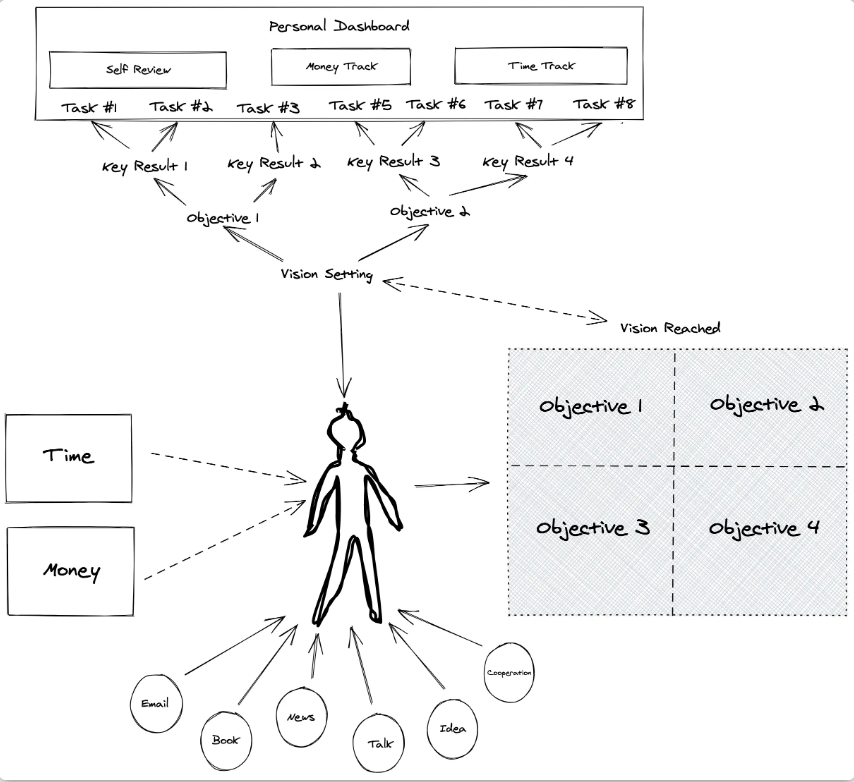 Personal Dashboard
Self Review
Money Track
Time Track
Task #1
Task #2
Task #3
Task #5
Task #6
Task #7
Task #8
Key Result 1
Key Result 2
Key Result 3
Key Result 4
Objective 1
Objective 2
Vision Setting
Vision Reached
Objective 1
Objective 2
Objective 3
Objective 4
Time
Money
Email
Book
News
Talk
Idea
Cooperation